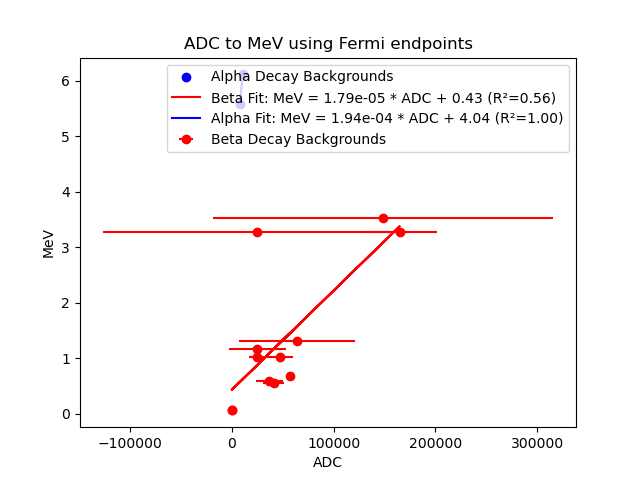 ADC to MeV using Fermi endpoints
Alpha Decay Backgrounds
Beta Fit: MeV = 1.79e-05 * ADC + 0.43 (R²=0.56)
Alpha Fit: MeV = 1.94e-04 * ADC + 4.04 (R²=1.00)
Beta Decay Backgrounds
6
5
4
3
2
1
0
MeV
−100000 0 100000 200000 300000
ADC